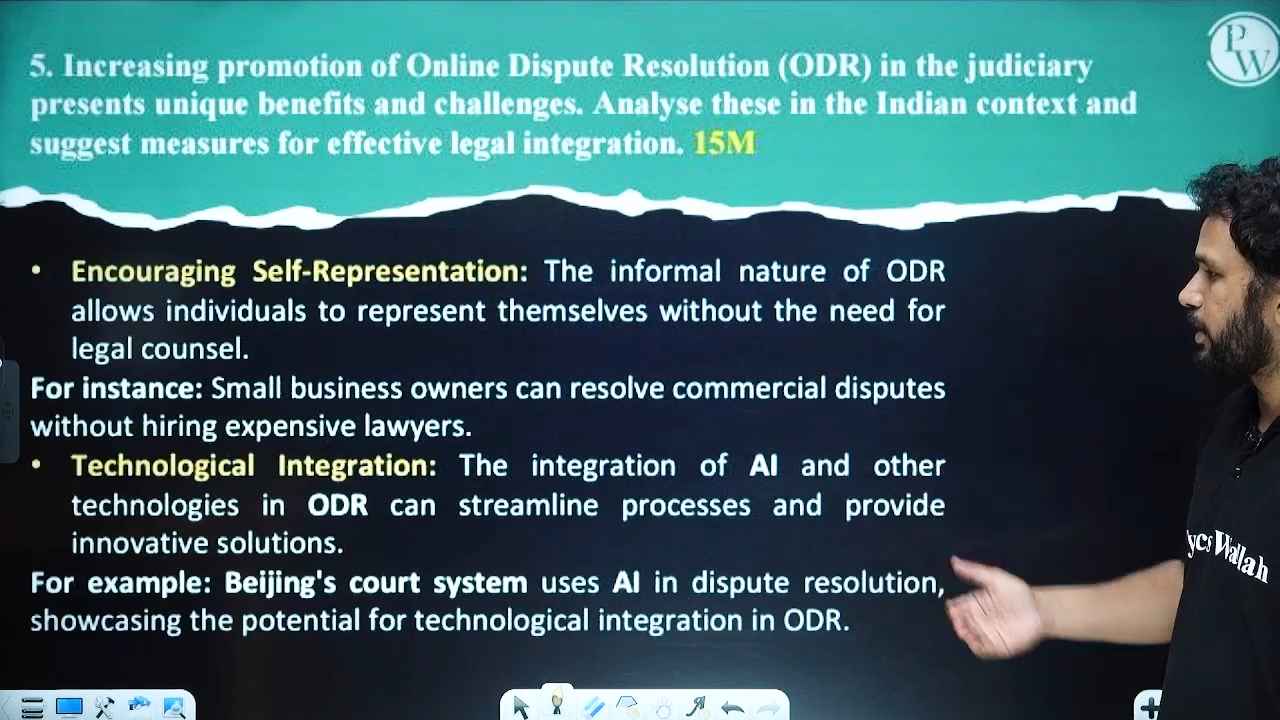 5. Increasing promotion of Online Dispute Resolution (ODR) in the judiciary
presents unique benefits and challenges. Analyse these in the Indian context and
suggest measures for effective legal integration. 15M
PW
• Encouraging Self-Representation: The informal nature of ODR
allows individuals to represent themselves without the need for
legal counsel.
For instance: Small business owners can resolve commercial disputes
without hiring expensive lawyers.
• Technological Integration: The integration of AI and other
technologies in ODR can streamline processes and provide
innovative solutions.
For example: Beijing's court system uses AI in dispute resolution,
showcasing the potential for technological integration in ODR.
Wallah